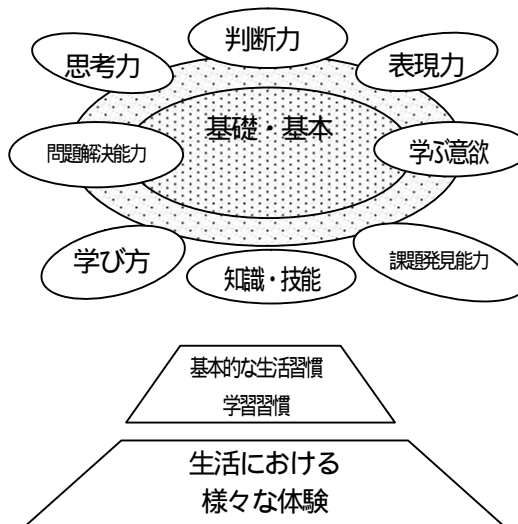 判断力
思考力
表現力
基礎・基本
問題解決能力
学ぶ意欲
学び方
知識・技能
課題発見能力
基本的な生活習慣
学習習慣
生活における
様々な体験